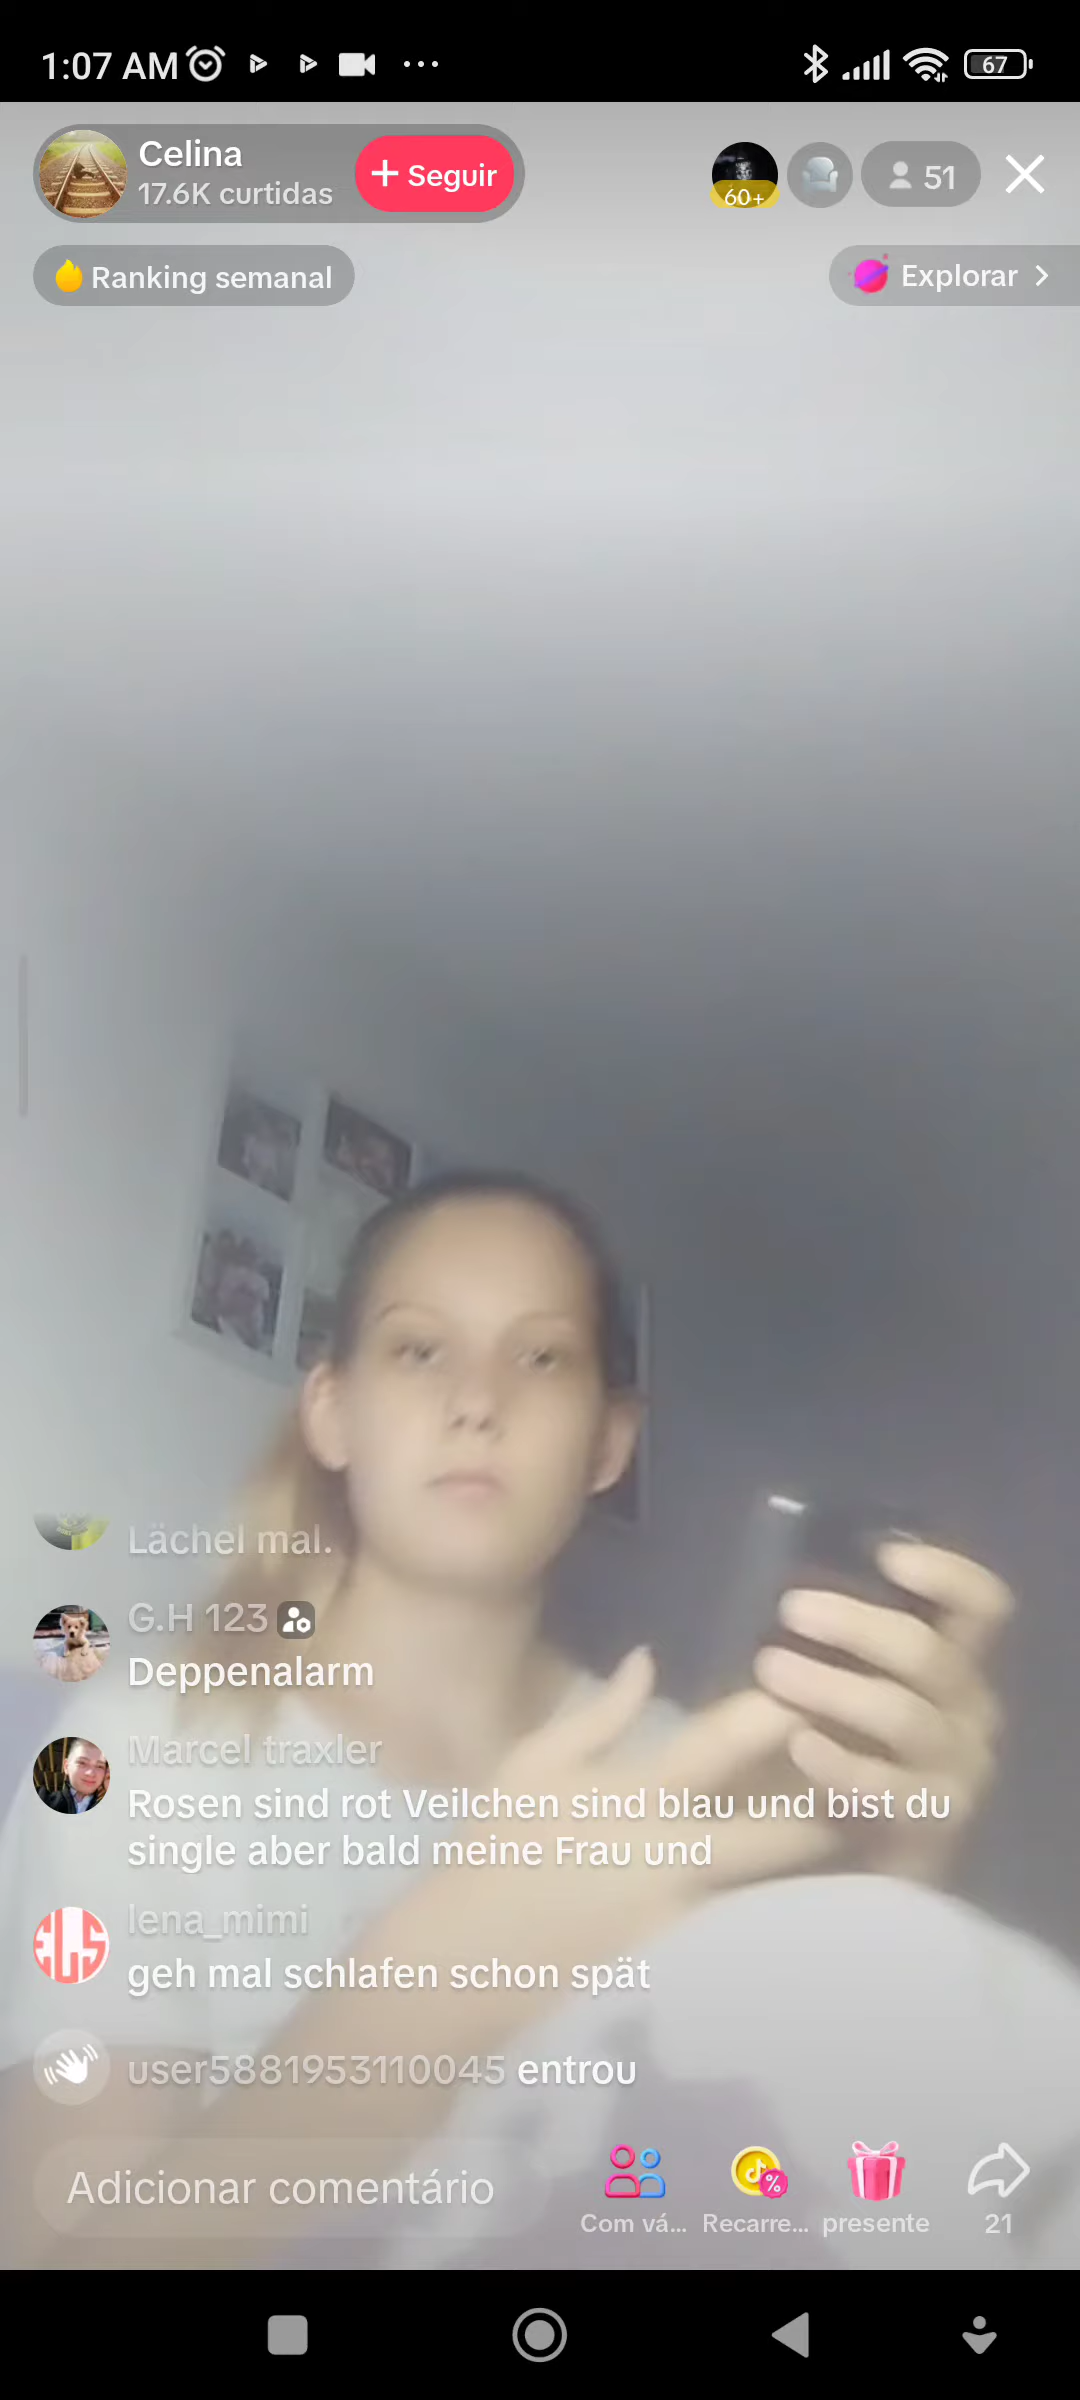 1:07 AM
67
Celina
17.6K curtidas
+ Seguir
60+
51
Ranking semanal
Explorar
Lächel mal.
G.H 123
Deppenalarm
Marcel traxler
Rosen sind rot Veilchen sind blau und bist du
single aber bald meine Frau und
lena_mimi
ELS
geh mal schlafen schon spät
user5881953110045 entrou
Adicionar comentário
Com vá...
Recarre...
presente
21